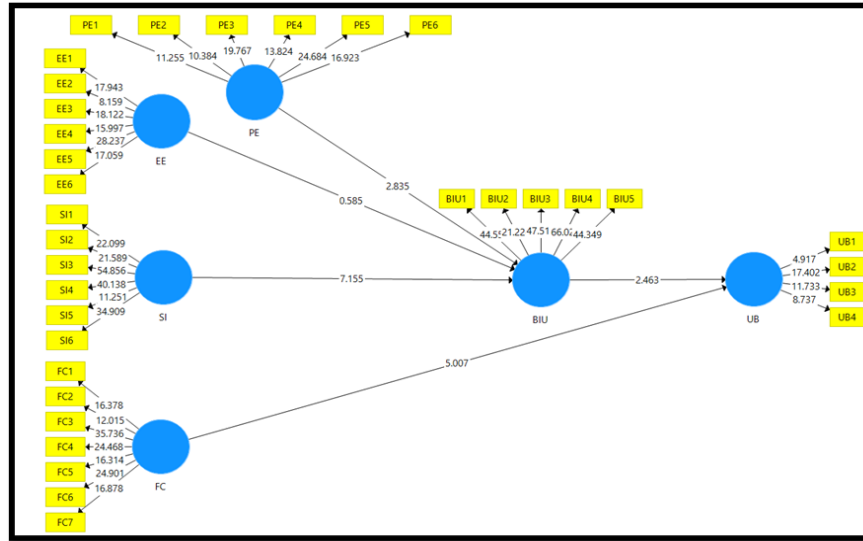 PE1 PE2 PE3 PE4 PE5 PE6
11.255 10.384 19.767 13.824 24.684 16.923
PE
EE1
EE2
EE3
EE4
EE5
EE6
17.943
8.159
18.122
15.997
28.237
17.059
EE
2.835
0.585
BIU1 BIU2 BIU3 BIU4 BIU5
44.55 21.22 47.51 66.02 44.349
BIU
SI1
SI2
SI3
SI4
SI5
SI6
22.099
21.589
54.856
40.138
11.251
34.909
SI
7.155
2.463
UB1
UB2
UB3
UB4
4.917
17.402
11.733
8.737
UB
5.007
FC1
FC2
FC3
FC4
FC5
FC6
FC7
16.378
12.015
35.736
24.468
16.314
24.901
16.878
FC